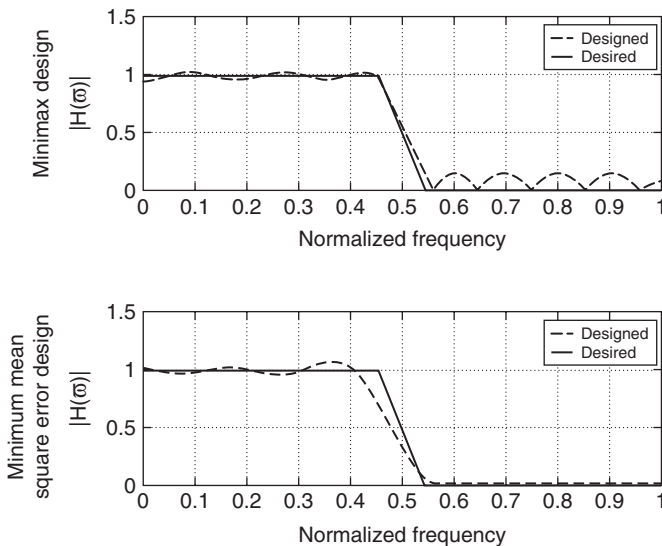 Minimax design
|H(ϖ)|
1.5
1
0.5
0
Designed
Desired
0 0.1 0.2 0.3 0.4 0.5 0.6 0.7 0.8 0.9 1
Normalized frequency
Minimum mean
square error design
|H(ϖ)|
1.5
1
0.5
0
Designed
Desired
0 0.1 0.2 0.3 0.4 0.5 0.6 0.7 0.8 0.9 1
Normalized frequency